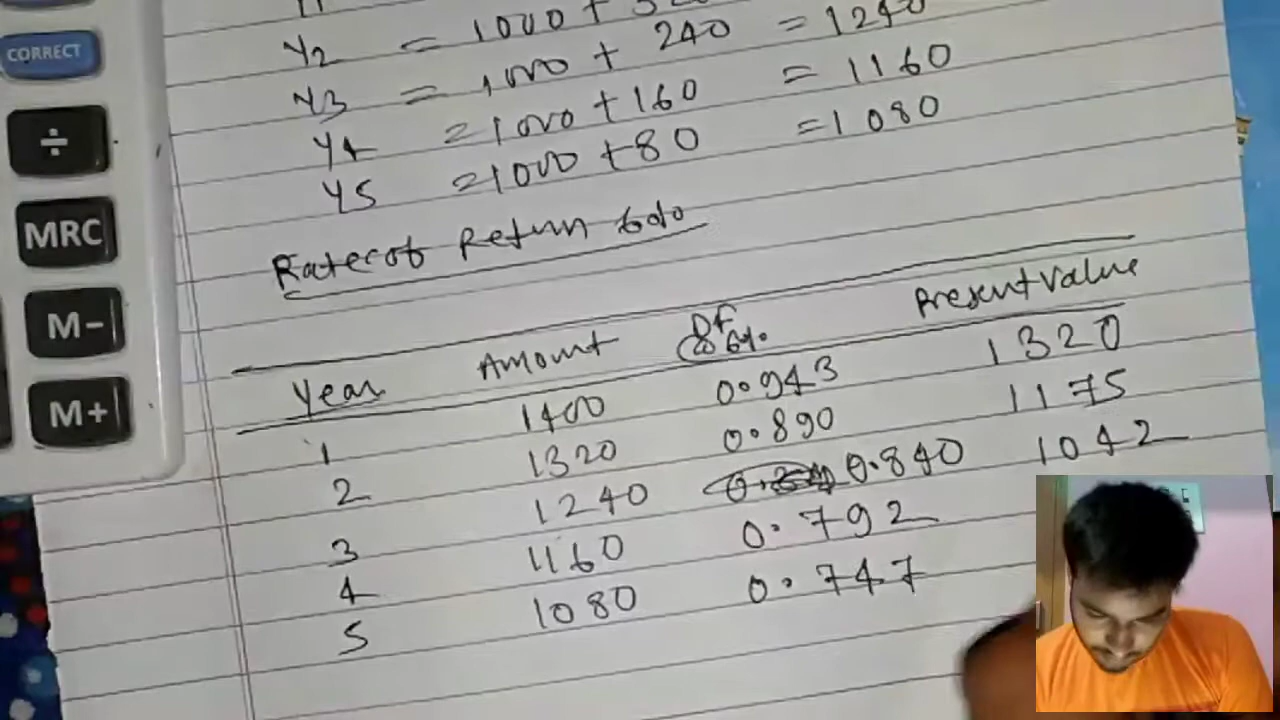 CORRECT
÷
MRC
M-
M+
Y2 = 1000 +
Y3 = 1000 + 240 = 1240
Y4 = 1000 + 160 = 1160
Y5 = 1000 + 80 = 1080
Rate of Return 6%
Year Amount DF @ 6% Present Value
1 1400 0.943 1320
2 1320 0.890 1175
3 1240 0.840 1042
4 1160 0.792
5 1080 0.747